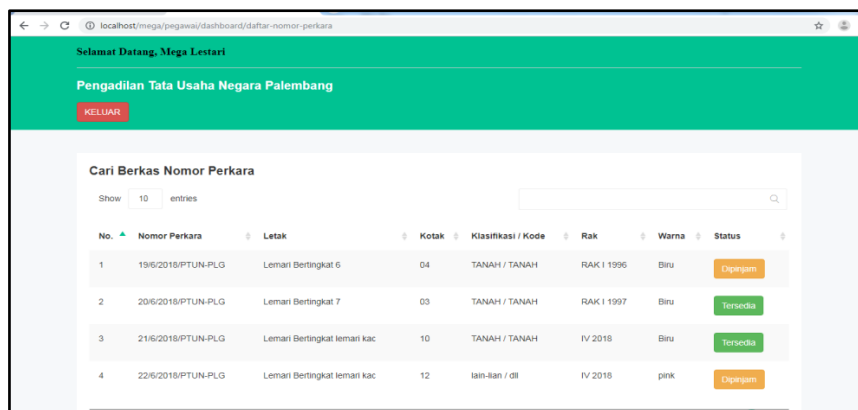 localhost/mega/pegawai/dashboard/daftar-nomor-perkara
Selamat Datang, Mega Lestari
Pengadilan Tata Usaha Negara Palembang
KELUAR
Cari Berkas Nomor Perkara
Show 10 entries
No. Nomor Perkara Letak Kotak Klasifikasi / Kode Rak Warna Status
1 19/6/2018/PTUN-PLG Lemari Bertingkat 6 04 TANAH / TANAH RAK I 1996 Biru Dipinjam
2 20/6/2018/PTUN-PLG Lemari Bertingkat 7 03 TANAH / TANAH RAK I 1997 Biru Tersedia
3 21/6/2018/PTUN-PLG Lemari Bertingkat lemari kac 10 TANAH / TANAH IV 2018 Biru Tersedia
4 22/6/2018/PTUN-PLG Lemari Bertingkat lemari kac 12 lain-lian / dll IV 2018 pink Dipinjam